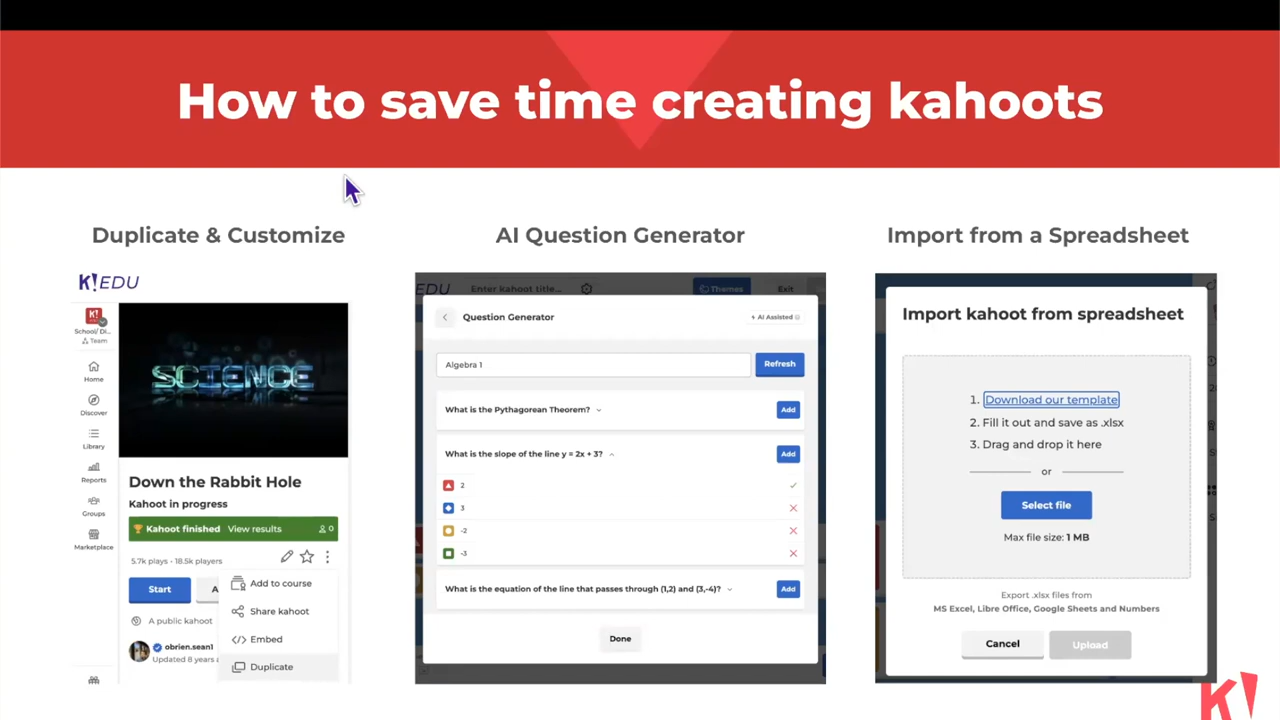 How to save time creating kahoots
Duplicate & Customize
K!EDU
School/ Di...
Team
Home
Discover
Library
Reports
Groups
Marketplace
SCIENCE
Down the Rabbit Hole
Kahoot in progress
Kahoot finished View results 0
5.7k plays · 18.5k players
Start
A
Add to course
Share kahoot
Embed
Duplicate
A public kahoot
obrien.sean1
Updated 8 years a
AI Question Generator
EDU Enter kahoot title... Themes Exit
Question Generator AI Assisted
Algebra 1 Refresh
What is the Pythagorean Theorem? Add
What is the slope of the line y = 2x + 3? Add
2
3
-2
-3
What is the equation of the line that passes through (1,2) and (3,-4)? Add
Done
Import from a Spreadsheet
Import kahoot from spreadsheet
1. Download our template
2. Fill it out and save as .xlsx
3. Drag and drop it here
or
Select file
Max file size: 1 MB
Export .xlsx files from
MS Excel, Libre Office, Google Sheets and Numbers
Cancel Upload
K!